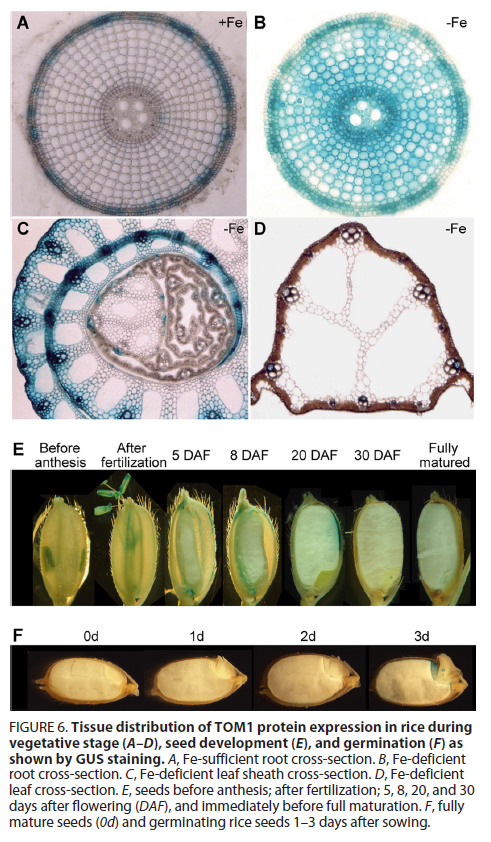 A
+Fe
B
-Fe
C
-Fe
D
-Fe
E
Before anthesis
After fertilization
5 DAF
8 DAF
20 DAF
30 DAF
Fully matured
F
0d
1d
2d
3d
FIGURE 6. Tissue distribution of TOM1 protein expression in rice during
vegetative stage (A–D), seed development (E), and germination (F) as
shown by GUS staining. A, Fe-sufficient root cross-section. B, Fe-deficient
root cross-section. C, Fe-deficient leaf sheath cross-section. D, Fe-deficient
leaf cross-section. E, seeds before anthesis; after fertilization; 5, 8, 20, and 30
days after flowering (DAF), and immediately before full maturation. F, fully
mature seeds (0d) and germinating rice seeds 1–3 days after sowing.